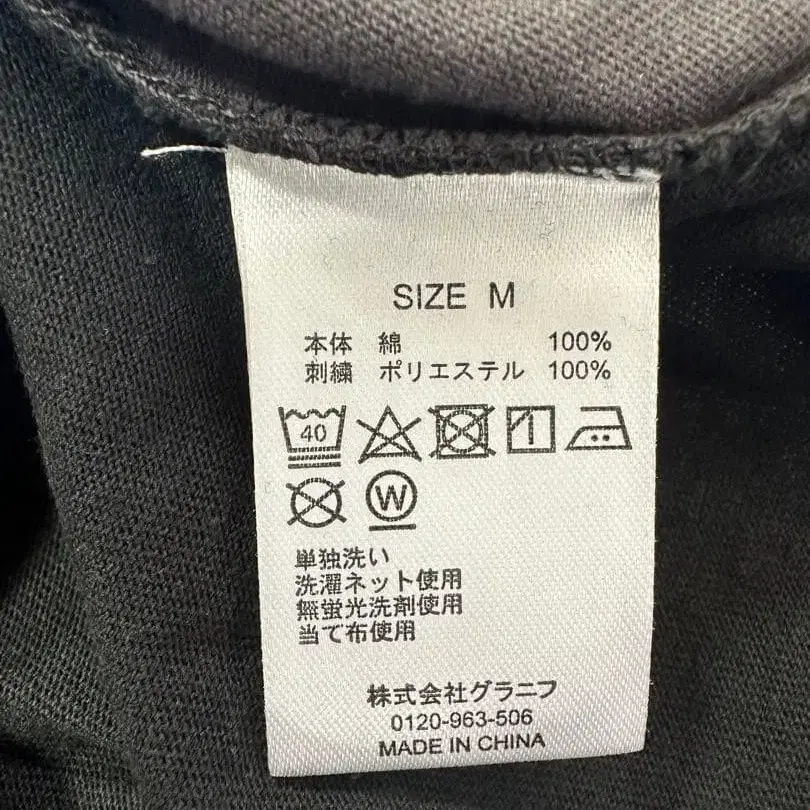 SIZE M
本体 綿 100%
刺繍 ポリエステル 100%
40
W
単独洗い
洗濯ネット使用
無蛍光洗剤使用
当て布使用
株式会社グラニフ
0120-963-506
MADE IN CHINA